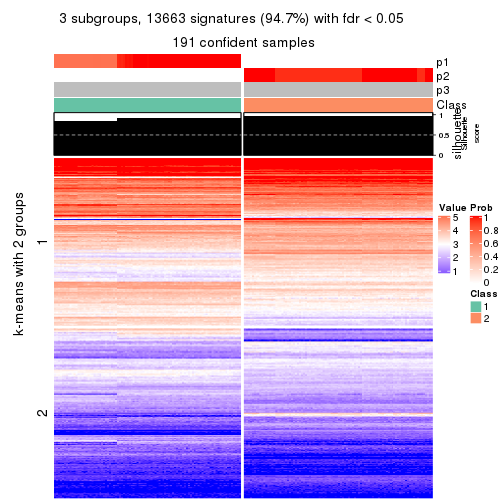 3 subgroups, 13663 signatures (94.7%) with fdr < 0.05
191 confident samples
p1
p2
p3
Class
1
0.5
0
silhouette
Silhouette
score
k-means with 2 groups
1
2
Value
5
4
3
2
1
Prob
1
0.8
0.6
0.4
0.2
0
Class
1
2